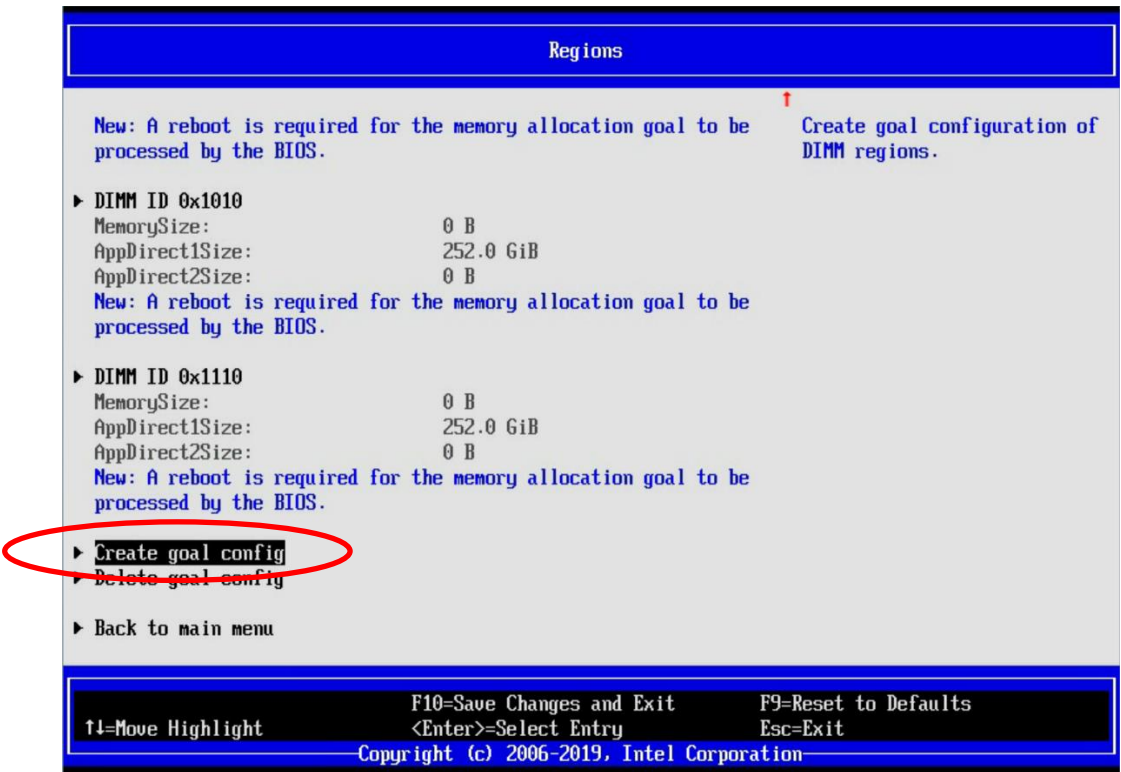 Regions
New: A reboot is required for the memory allocation goal to be
processed by the BIOS.
Create goal configuration of
DIMM regions.
DIMM ID 0x1010
MemorySize: 0 B
AppDirect1Size: 252.0 GiB
AppDirect2Size: 0 B
New: A reboot is required for the memory allocation goal to be
processed by the BIOS.
DIMM ID 0x1110
MemorySize: 0 B
AppDirect1Size: 252.0 GiB
AppDirect2Size: 0 B
New: A reboot is required for the memory allocation goal to be
processed by the BIOS.
Create goal config
Delete goal config
Back to main menu
F10=Save Changes and Exit F9=Reset to Defaults
↑↓=Move Highlight <Enter>=Select Entry Esc=Exit
Copyright (c) 2006-2019, Intel Corporation